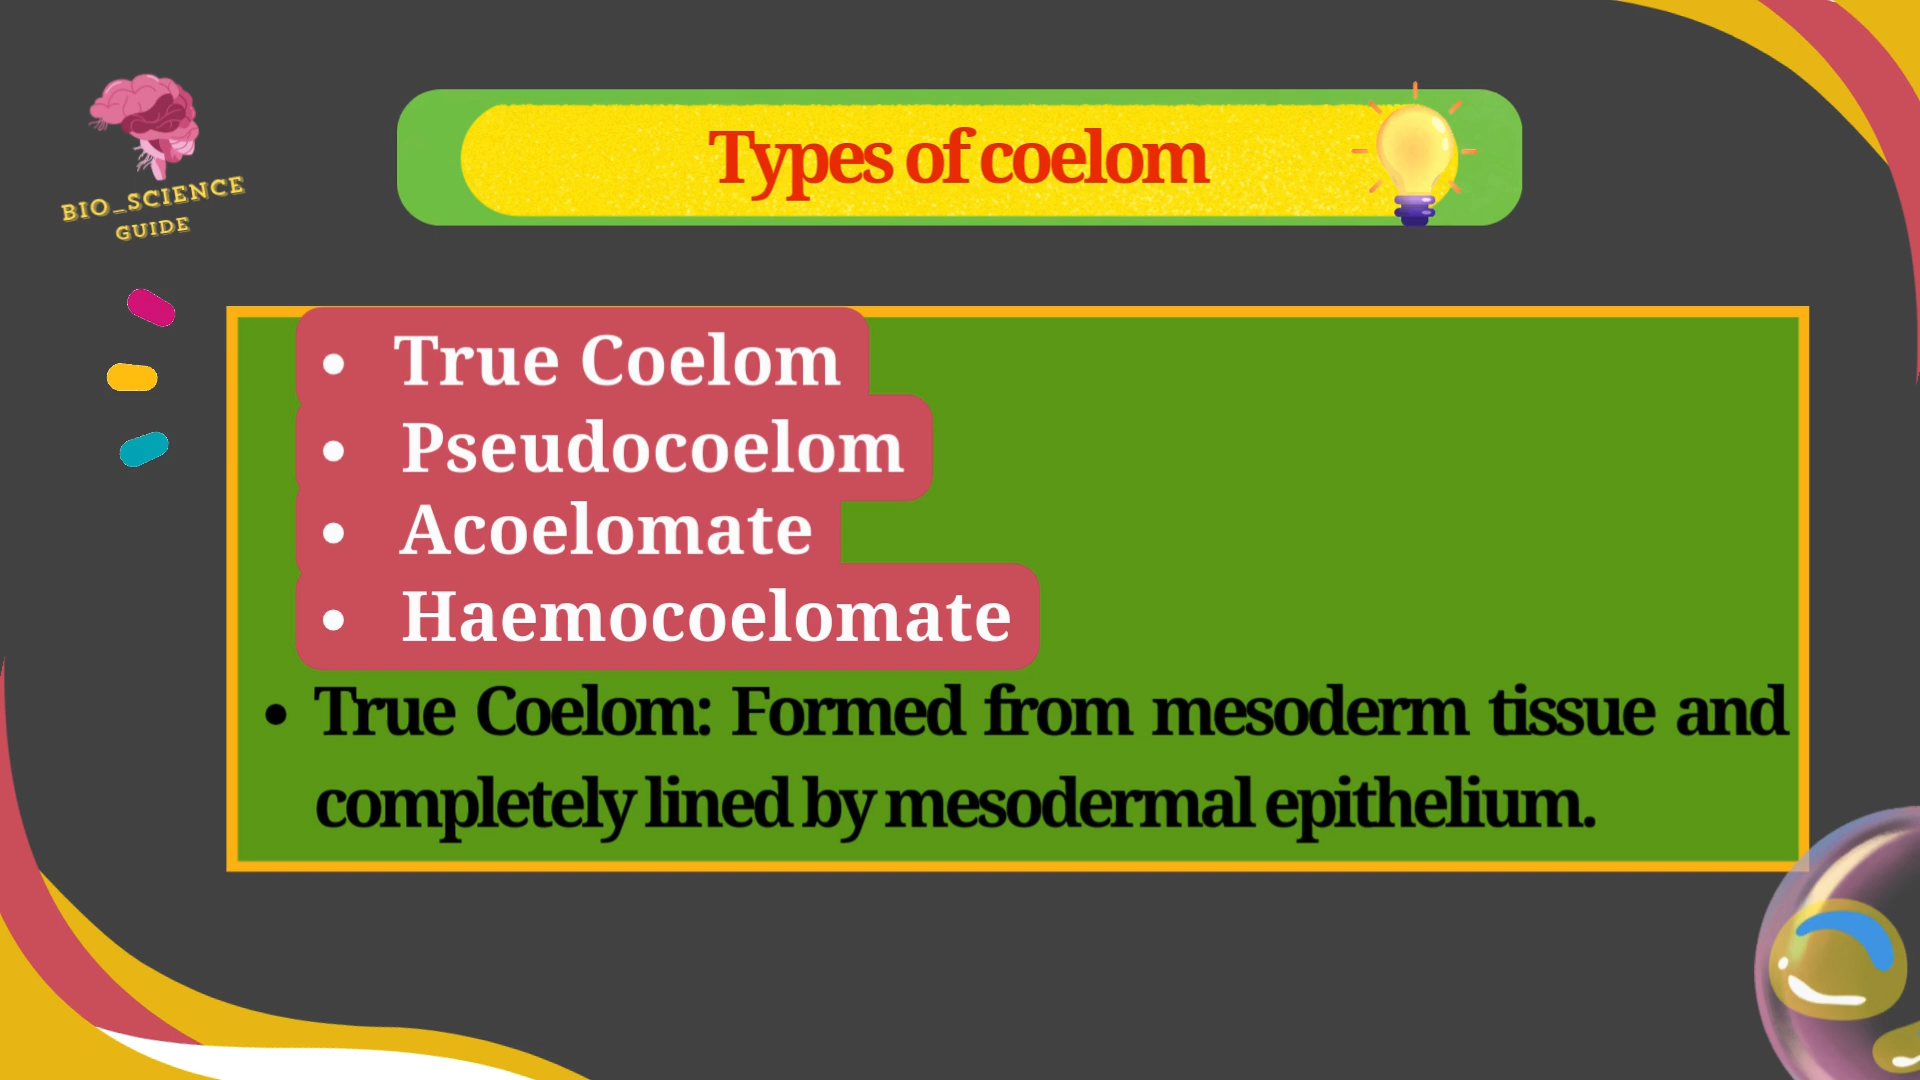 BIO_SCIENCE
GUIDE
Types of coelom
• True Coelom
• Pseudocoelom
• Acoelomate
• Haemocoelomate
• True Coelom: Formed from mesoderm tissue and
completely lined by mesodermal epithelium.